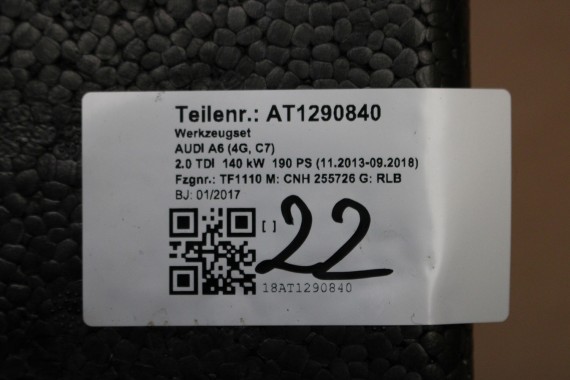 Teilenr.: AT1290840
Werkzeugset
AUDI A6 (4G, C7)
2.0 TDI 140 kW 190 PS (11.2013-09.2018)
Fzgnr.: TF1110 M: CNH 255726 G: RLB
BJ: 01/2017
[ ] 22
18AT1290840